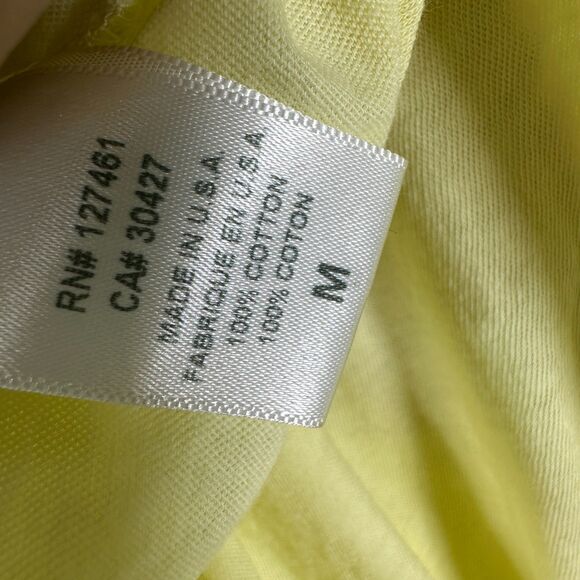 RN# 127461
CA# 30427
MADE IN U.S.A.
FABRIQUE EN U.S.A
100% COTTON
100% COTON
M